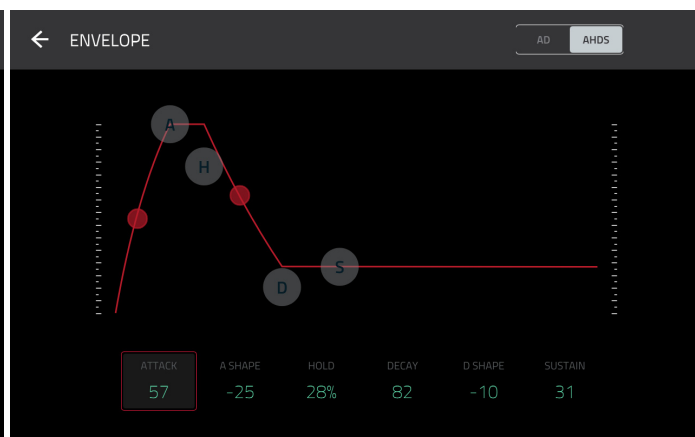 ENVELOPE
AD AHDS
A
H
S
D
ATTACK A SHAPE HOLD DECAY D SHAPE SUSTAIN
57 -25 28% 82 -10 31